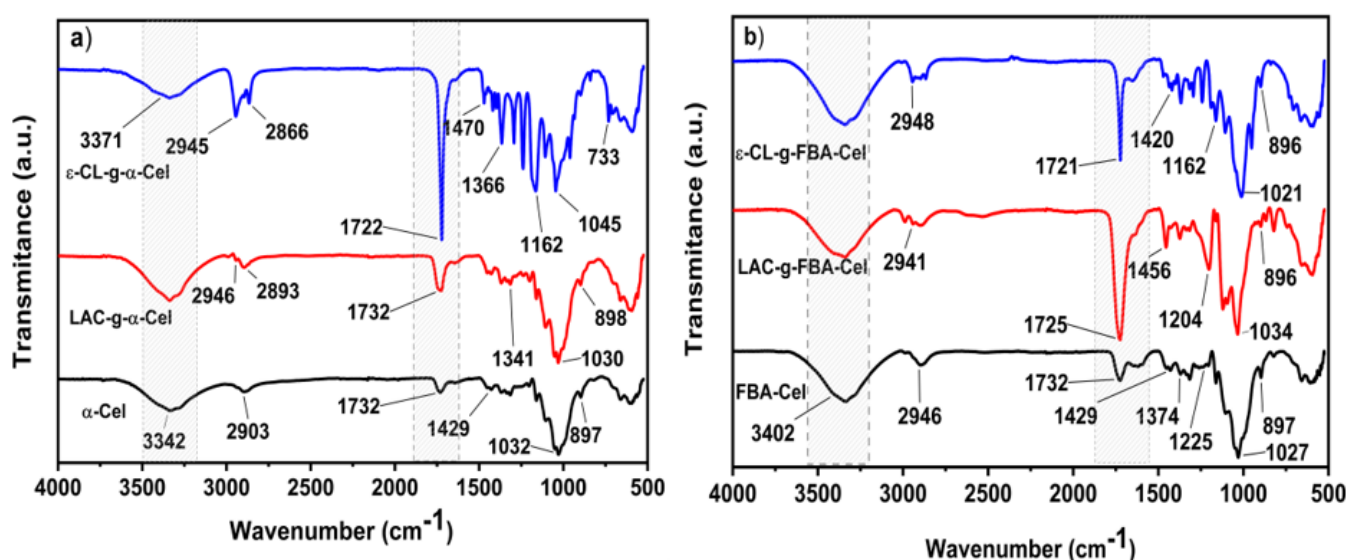 a)
Transmitance (a.u.)
3371
2945
2866
1470
1366
1162
1045
733
1722
ε-CL-g-α-Cel
2946
2893
1732
1341
1030
898
LAC-g-α-Cel
α-Cel
3342
2903
1732
1429
1032
897
4000 3500 3000 2500 2000 1500 1000 500
Wavenumber (cm-1)
b)
Transmitance (a.u.)
2948
1721
1420
1162
1021
896
ε-CL-g-FBA-Cel
LAC-g-FBA-Cel
2941
1725
1456
1204
1034
896
FBA-Cel
3402
2946
1732
1429
1374
1225
1027
897
4000 3500 3000 2500 2000 1500 1000 500
Wavenumber (cm-1)